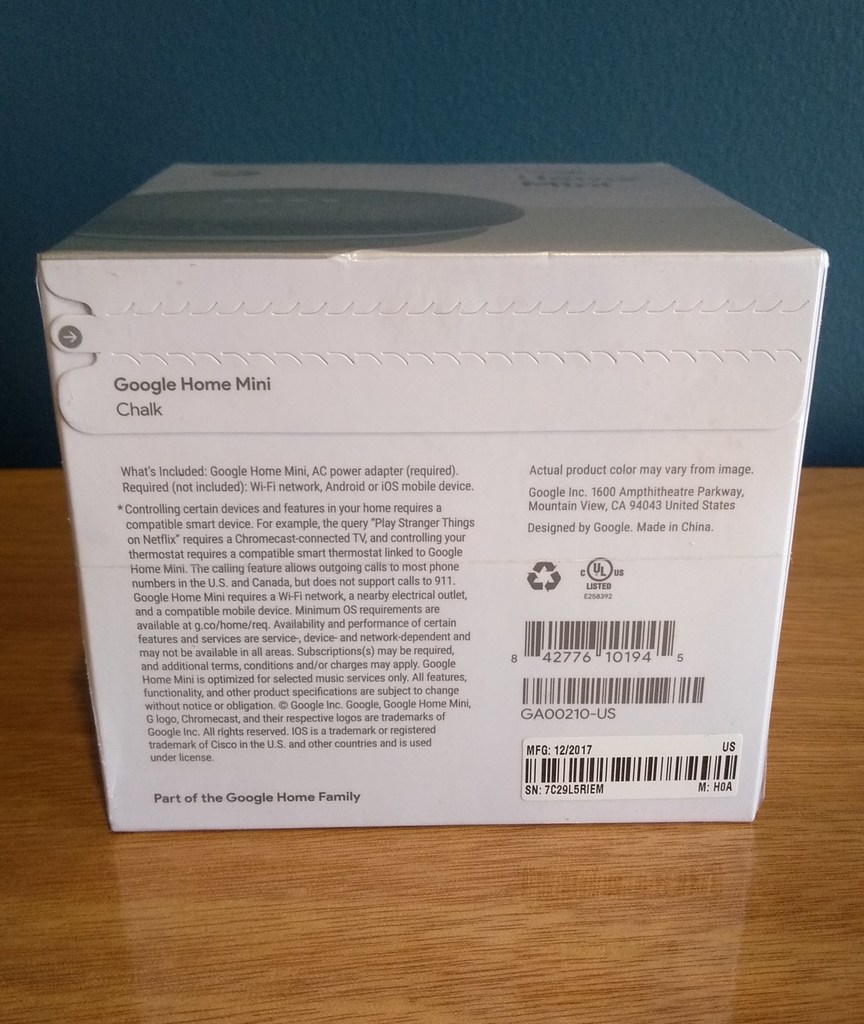 Home
Mini
Google Home Mini
Chalk
What's Included: Google Home Mini, AC power adapter (required).
Required (not included): Wi-Fi network, Android or iOS mobile device.
*Controlling certain devices and features in your home requires a
compatible smart device. For example, the query "Play Stranger Things
on Netflix" requires a Chromecast-connected TV, and controlling your
thermostat requires a compatible smart thermostat linked to Google
Home Mini. The calling feature allows outgoing calls to most phone
numbers in the U.S. and Canada, but does not support calls to 911.
Google Home Mini requires a Wi-Fi network, a nearby electrical outlet,
and a compatible mobile device. Minimum OS requirements are
available at g.co/home/req. Availability and performance of certain
features and services are service-, device- and network-dependent and
may not be available in all areas. Subscriptions(s) may be required,
and additional terms, conditions and/or charges may apply. Google
Home Mini is optimized for selected music services only. All features,
functionality, and other product specifications are subject to change
without notice or obligation. © Google Inc. Google, Google Home Mini,
G logo, Chromecast, and their respective logos are trademarks of
Google Inc. All rights reserved. IOS is a trademark or registered
trademark of Cisco in the U.S. and other countries and is used
under license.
Part of the Google Home Family
Actual product color may vary from image.
Google Inc. 1600 Ampthitheatre Parkway,
Mountain View, CA 94043 United States
Designed by Google. Made in China.
C UL US
LISTED
E258392
8 42776 10194 5
GA00210-US
MFG: 12/2017 US
SN: 7C29L5RIEM M: H0A